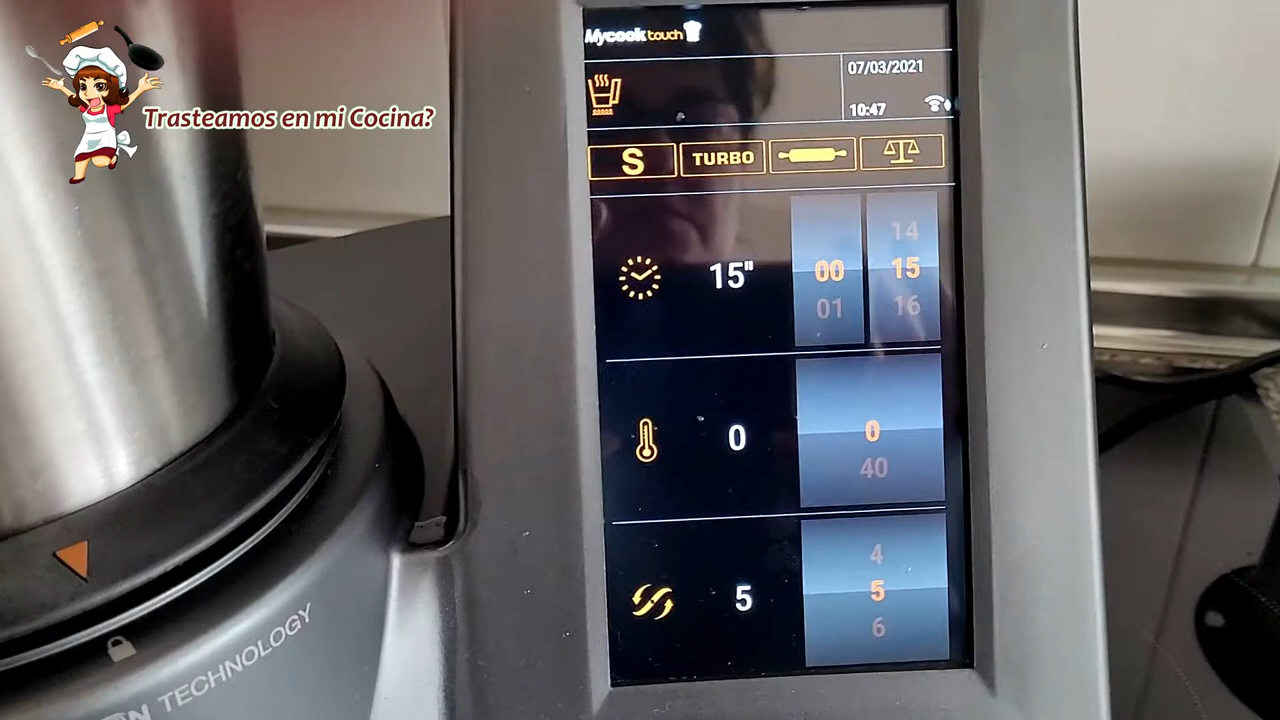 Trasteamos en mi Cocina?
Mycook touch
07/03/2021
10:47
S TURBO
14
15" 00 15
01 16
0 0
40
4
5 5
6
TECHNOLOGY